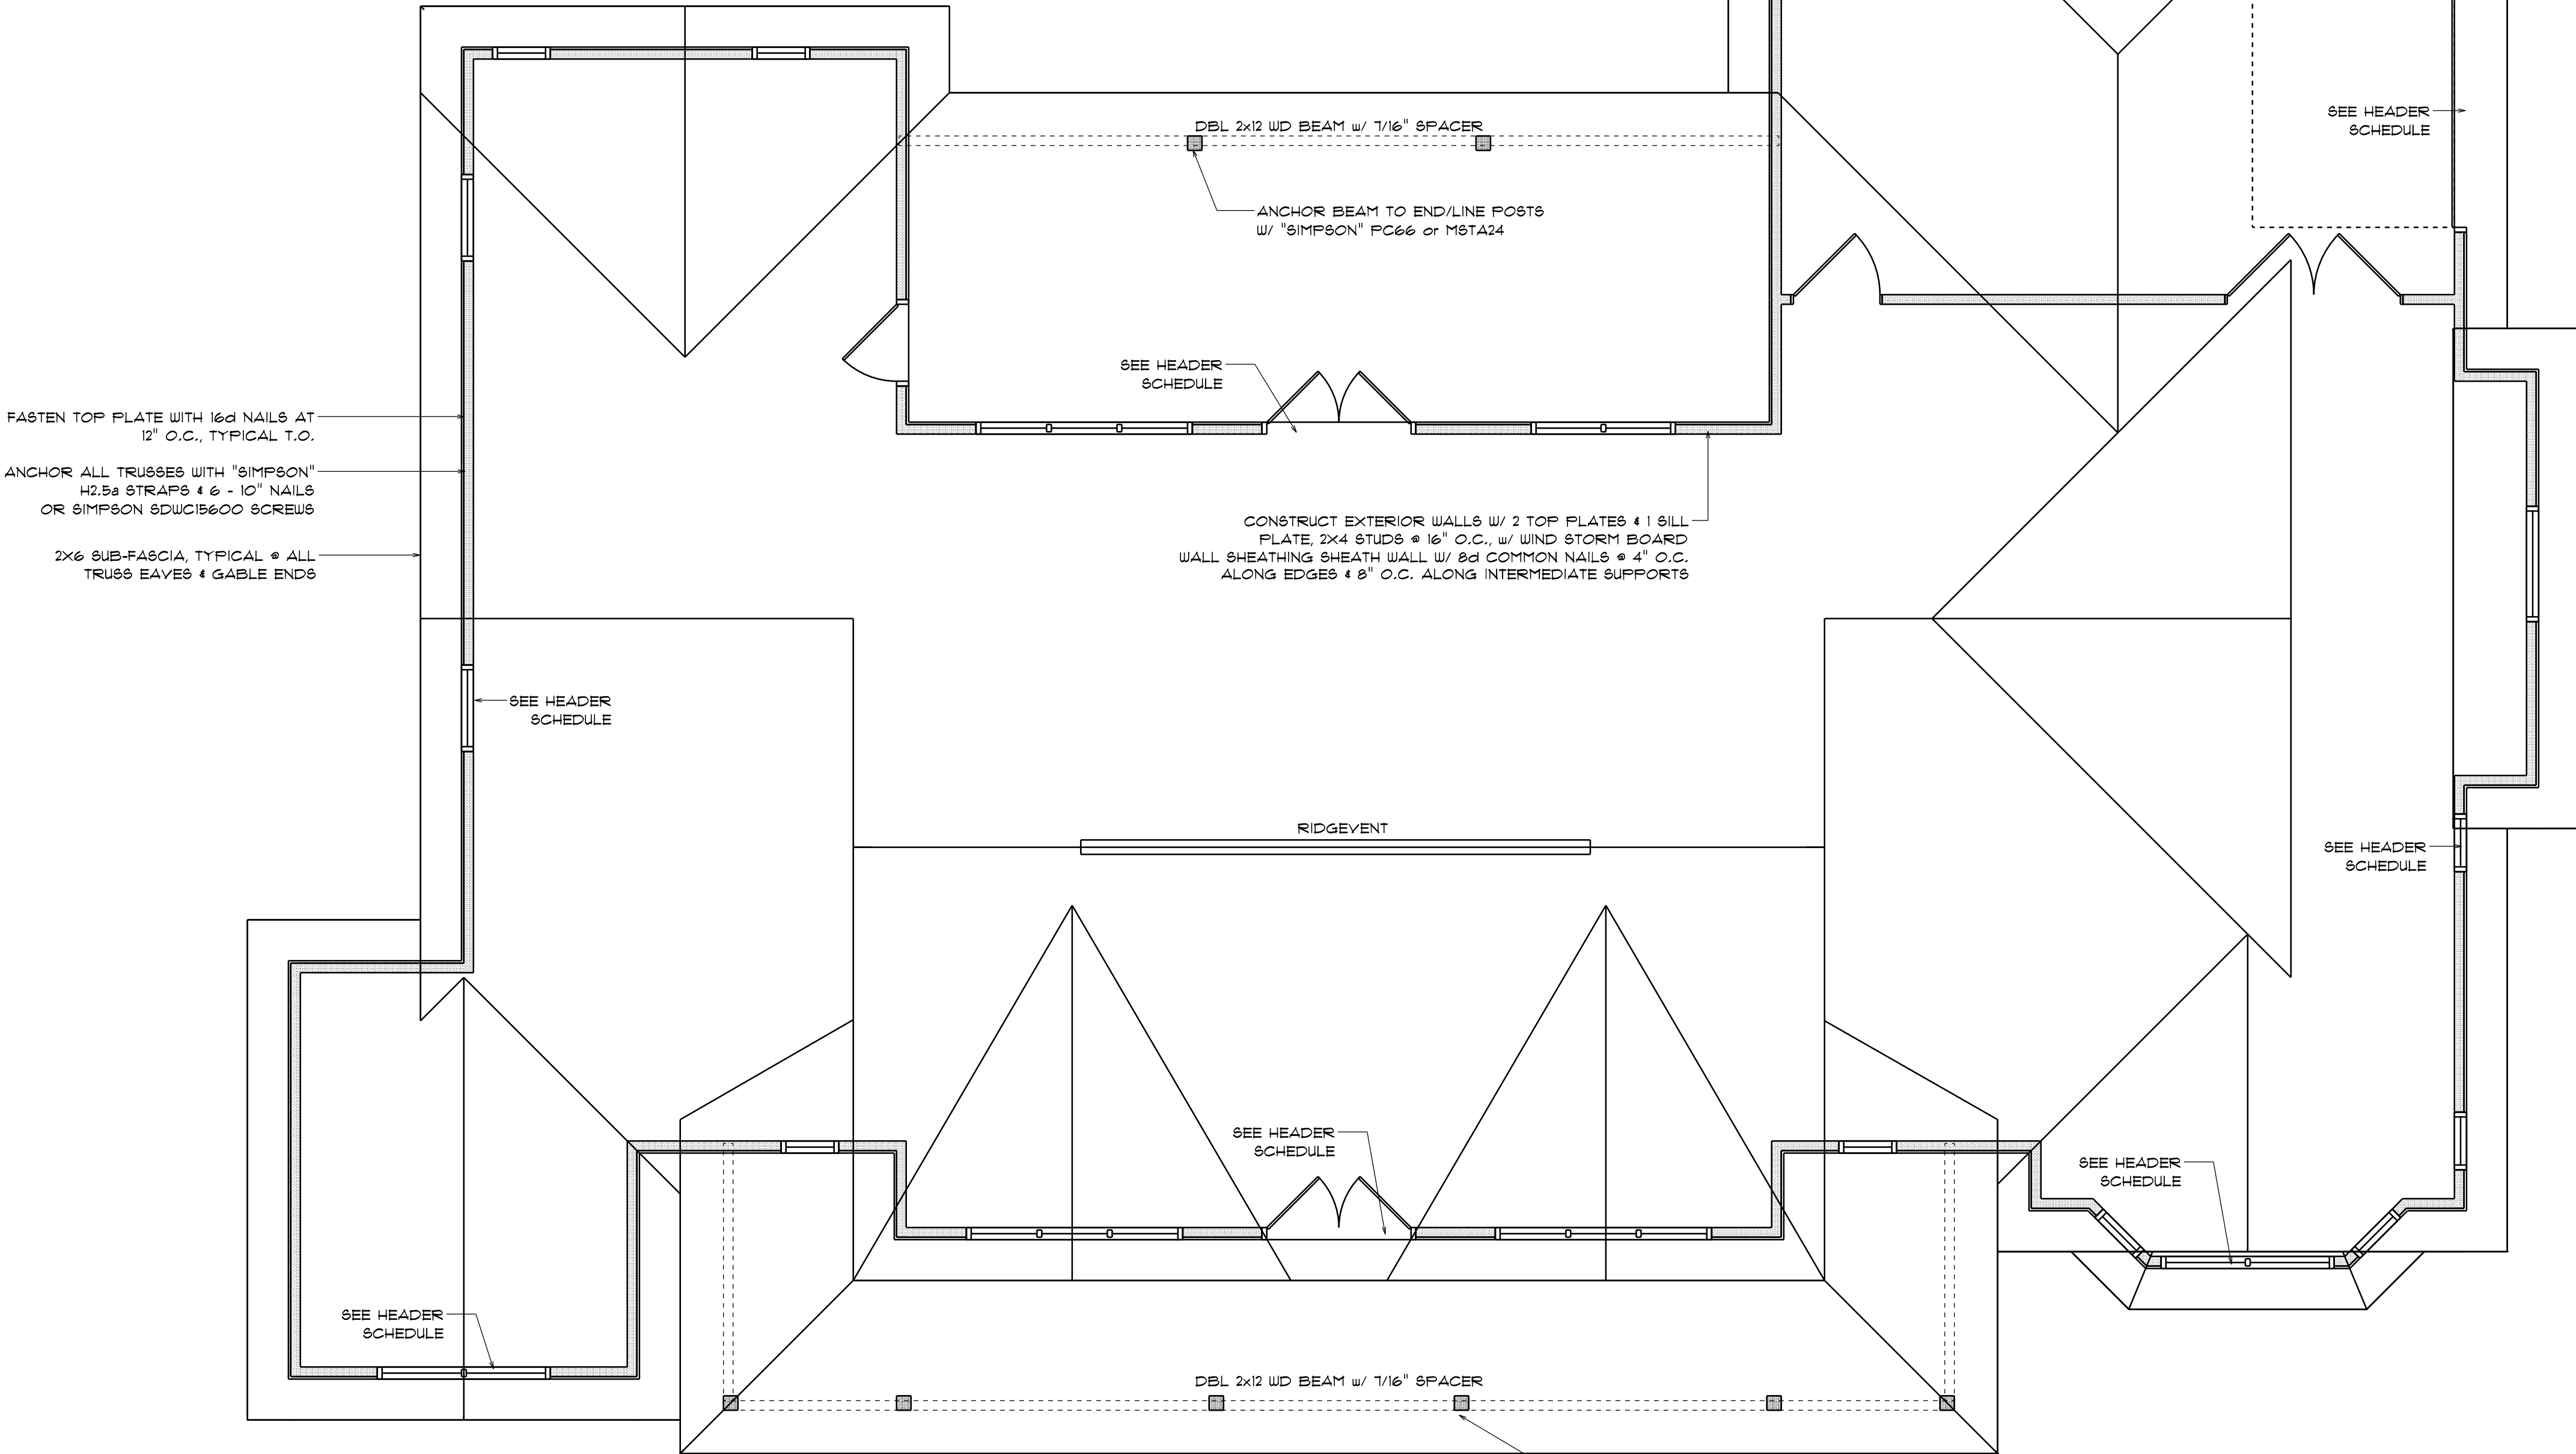 DBL 2x12 WD BEAM w/ 7/16" SPACER
SEE HEADER
SCHEDULE
ANCHOR BEAM TO END/LINE POSTS
W/ "SIMPSON" PC66 or MSTA24
SEE HEADER
SCHEDULE
FASTEN TOP PLATE WITH 16d NAILS AT
12" O.C., TYPICAL T.O.
ANCHOR ALL TRUSSES WITH "SIMPSON"
H2.5a STRAPS & 6 - 10" NAILS
OR SIMPSON SDWC15600 SCREWS
2X6 SUB-FASCIA, TYPICAL @ ALL
TRUSS EAVES & GABLE ENDS
CONSTRUCT EXTERIOR WALLS W/ 2 TOP PLATES & 1 SILL
PLATE, 2X4 STUDS @ 16" O.C., w/ WIND STORM BOARD
WALL SHEATHING SHEATH WALL W/ 8d COMMON NAILS @ 4" O.C.
ALONG EDGES & 8" O.C. ALONG INTERMEDIATE SUPPORTS
SEE HEADER
SCHEDULE
RIDGEVENT
SEE HEADER
SCHEDULE
SEE HEADER
SCHEDULE
SEE HEADER
SCHEDULE
SEE HEADER
SCHEDULE
DBL 2x12 WD BEAM w/ 7/16" SPACER